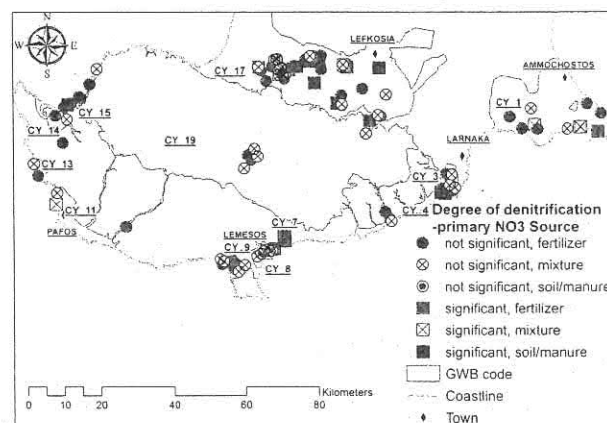 N
W E
S
LEFKOSIA
AMMOCHOSTOS
CY 17
CY 1
CY 15
CY 14
CY 19
LARNAKA
CY 13
CY 3
CY 11
CY 4
CY 7
PAFOS
LEMESOS
CY 9
CY 8
Degree of denitrification
-primary NO3 Source
not significant, fertilizer
not significant, mixture
not significant, soil/manure
significant, fertilizer
significant, mixture
significant, soil/manure
GWB code
Coastline
Town
Kilometers
0 5 10 20 40 60 80